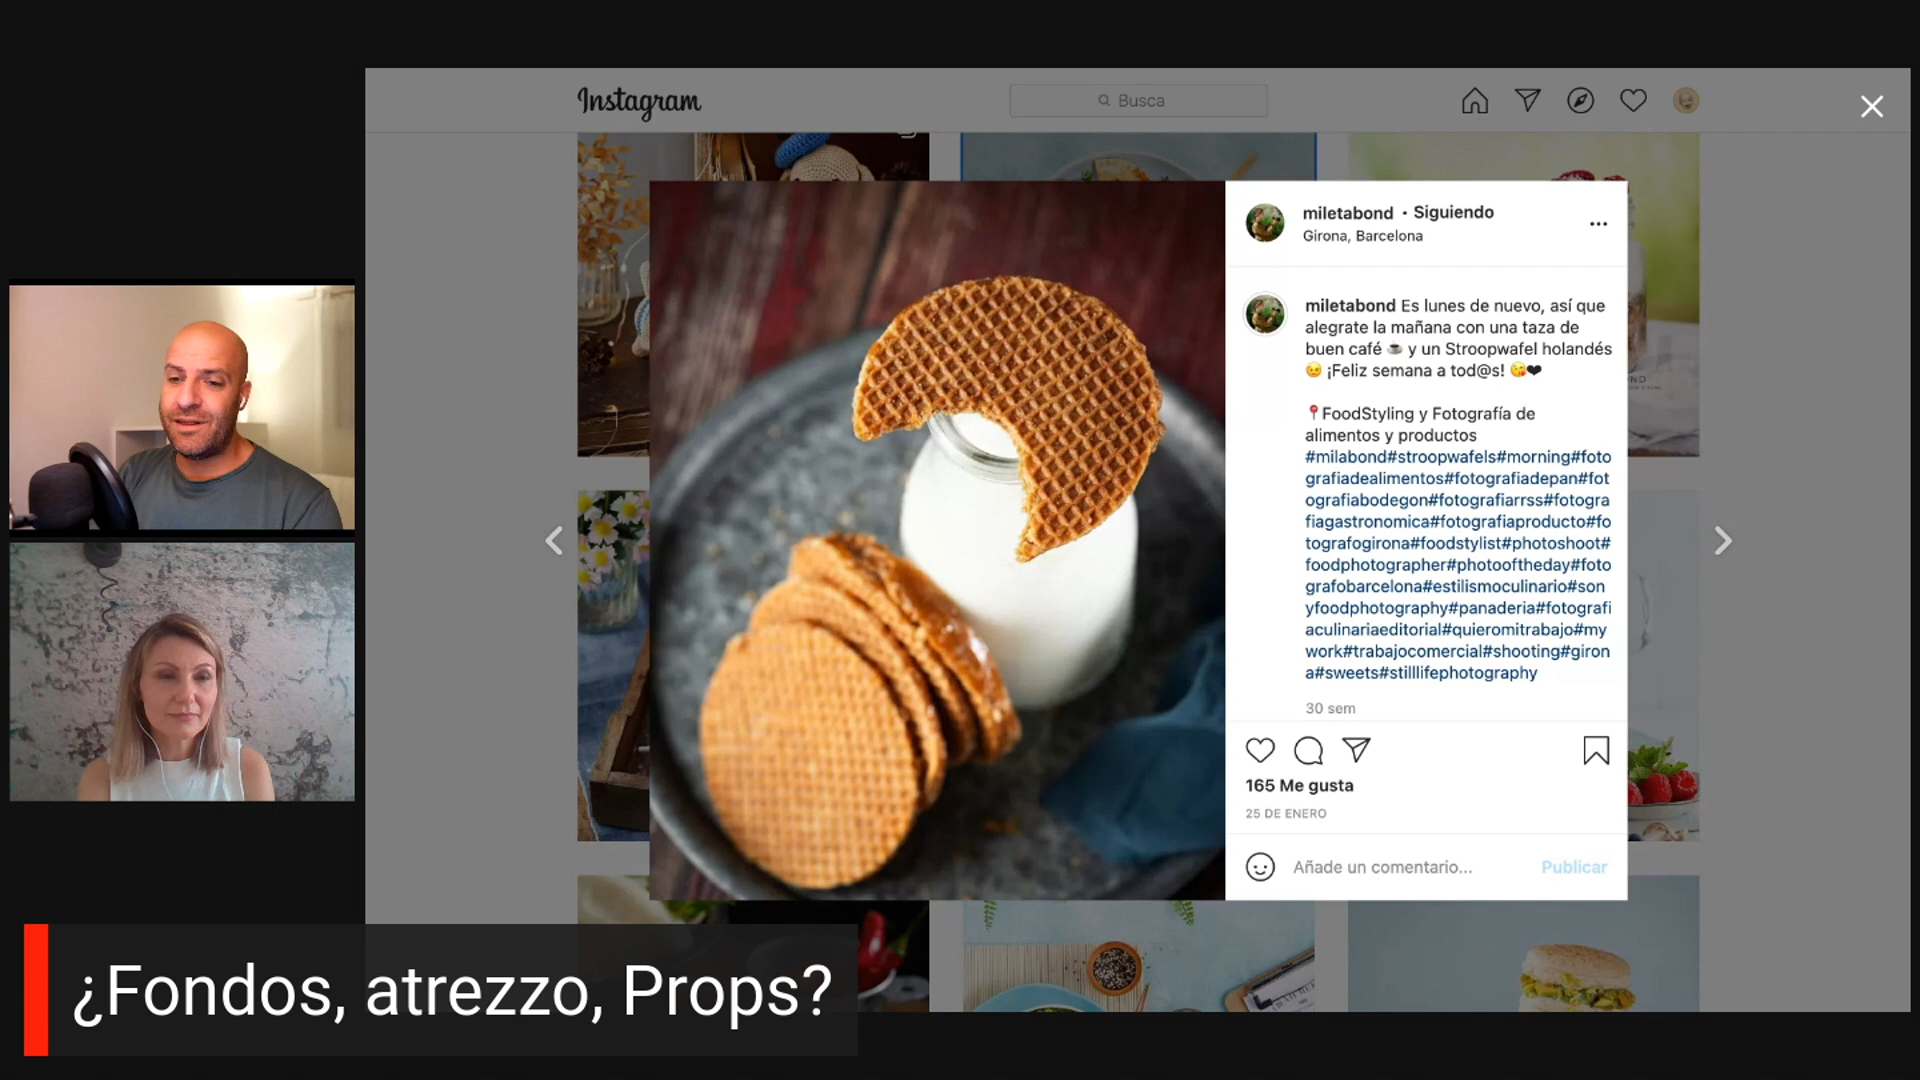 Instagram
Busca
miletabond • Siguiendo
Girona, Barcelona
miletabond Es lunes de nuevo, así que
alegrate la mañana con una taza de
buen café ☕ y un Stroopwafel holandés
😉 ¡Feliz semana a tod@s! 😘❤
📍FoodStyling y Fotografía de
alimentos y productos
#milabond#stroopwafels#morning#foto
grafiadealimentos#fotografiadepan#fot
ografiabodegon#fotografiarrss#fotogra
fiagastronomica#fotografiaproducto#fo
tografogirona#foodstylist#photoshoot#
foodphotographer#photooftheday#foto
grafobarcelona#estilismoculinario#son
yfoodphotography#panaderia#fotografi
aculinariaeditorial#quieromitrabajo#my
work#trabajocomercial#shooting#giron
a#sweets#stilllifephotography
30 sem
165 Me gusta
25 DE ENERO
Añade un comentario...
Publicar
¿Fondos, atrezzo, Props?